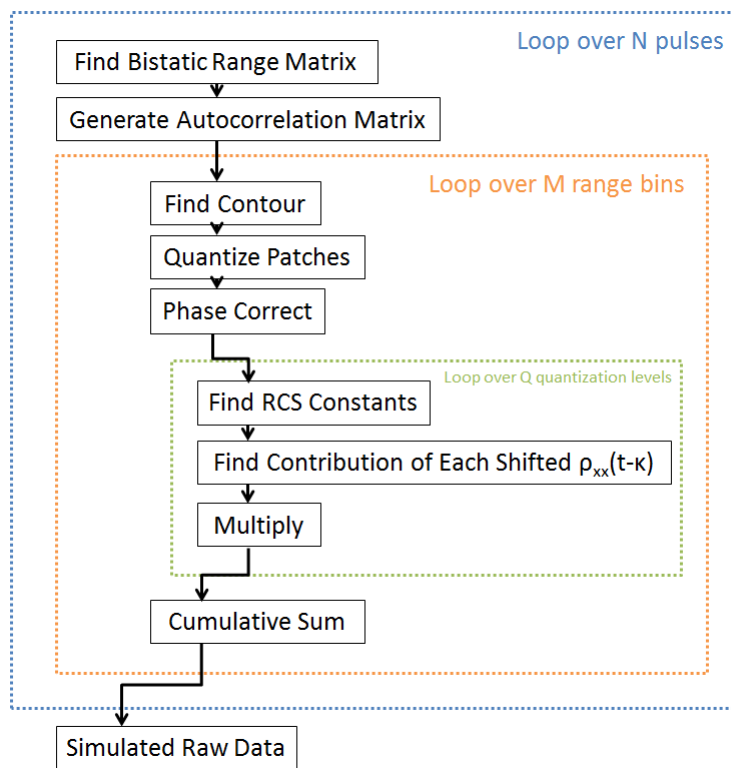 Loop over N pulses
Find Bistatic Range Matrix
Generate Autocorrelation Matrix
Loop over M range bins
Find Contour
Quantize Patches
Phase Correct
Loop over Q quantization levels
Find RCS Constants
Find Contribution of Each Shifted ρxx(t-κ)
Multiply
Cumulative Sum
Simulated Raw Data